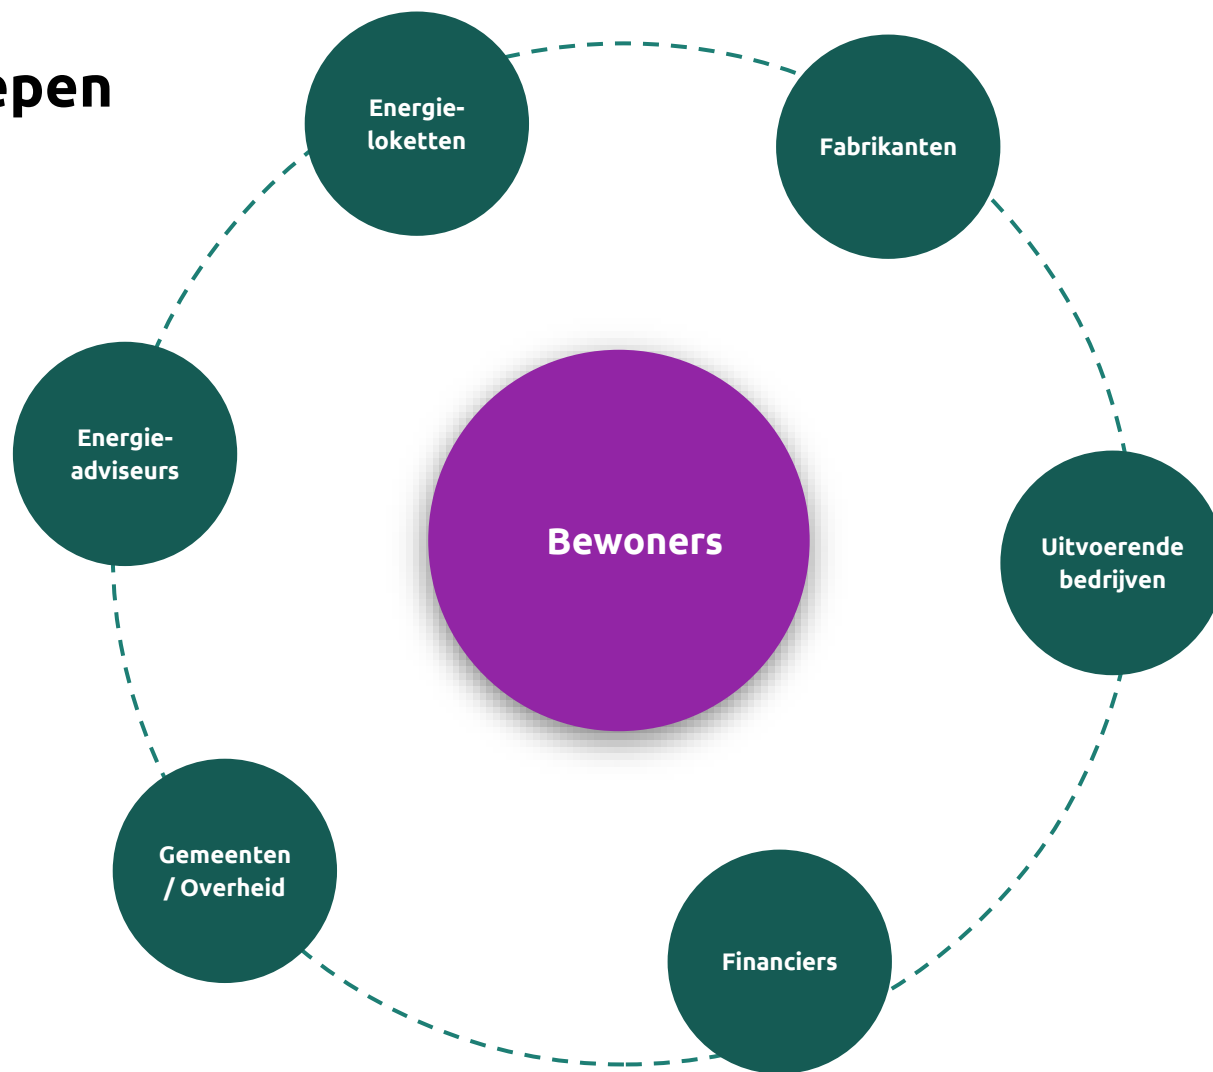 epen
Energie-
loketten
Fabrikanten
Energie-
adviseurs
Bewoners
Uitvoerende
bedrijven
Gemeenten
/ Overheid
Financiers